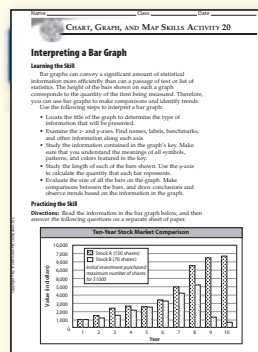 Name Class Date
CHART, GRAPH, AND MAP SKILLS ACTIVITY 20
Interpreting a Bar Graph
Learning the Skill
Bar graphs can convey a significant amount of statistical
information more efficiently than can a passage of text or list of
statistics. The height of the bars shown on such a graph
corresponds to the quantity of the item being measured. Therefore,
you can use bar graphs to make comparisons and identify trends.
Use the following steps to interpret a bar graph:
• Locate the title of the graph to determine the type of
information that will be presented.
• Examine the x- and y-axes. Find names, labels, benchmarks,
and other information along each axis.
• Study the information contained in the graph's key. Make
sure that you understand the meanings of all symbols,
patterns, and colors featured in the key.
• Study the length of each of the bars shown. Use the y-axis
to calculate the quantity that each bar represents.
• Evaluate the size of all the bars on the graph. Make
comparisons between the bars, and draw conclusions and
observe trends based on the information in the graph.
Practicing the Skill
Directions: Read the information in the bar graph below, and then
answer the following questions on a separate sheet of paper.
Ten-Year Stock Market Comparison
Value (in dollars)
10,000
9,000
8,000
7,000
6,000
5,000
4,000
3,000
2,000
1,000
0
Stock A (150 shares)
Stock B (70 shares)
Initial investment purchased
maximum number of shares
for $1000
1 2 3 4 5 6 7 8 9 10
Year